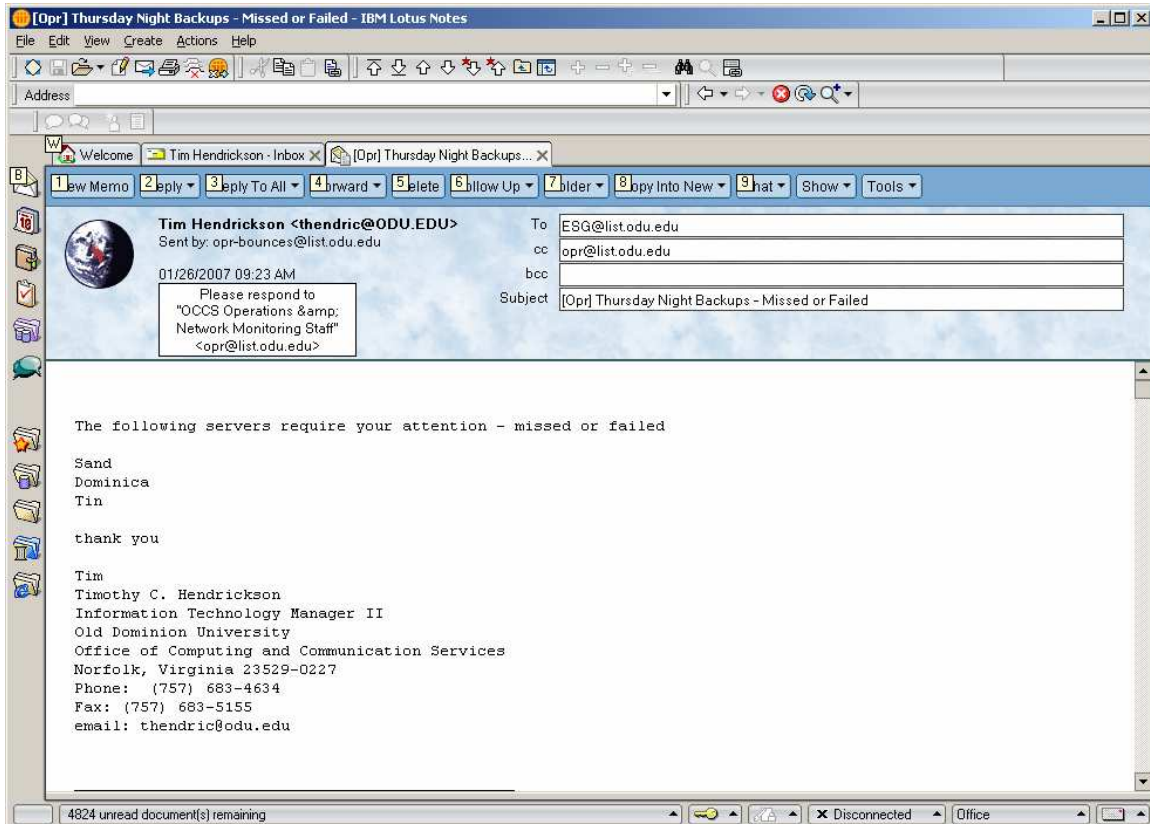 [Opr] Thursday Night Backups - Missed or Failed - IBM Lotus Notes
File Edit View Create Actions Help
Address
W
Welcome
Tim Hendrickson - Inbox
[Opr] Thursday Night Backups...
B
1ew Memo 2eply 3eply To All 4orward 5elete 6ollow Up 7older 8opy Into New 9hat Show Tools
Tim Hendrickson <thendric@ODU.EDU>
Sent by: opr-bounces@list.odu.edu
01/26/2007 09:23 AM
Please respond to
"OCCS Operations &amp;
Network Monitoring Staff"
<opr@list.odu.edu>
To ESG@list.odu.edu
cc opr@list.odu.edu
bcc
Subject [Opr] Thursday Night Backups - Missed or Failed
The following servers require your attention - missed or failed
Sand
Dominica
Tin
thank you
Tim
Timothy C. Hendrickson
Information Technology Manager II
Old Dominion University
Office of Computing and Communication Services
Norfolk, Virginia 23529-0227
Phone: (757) 683-4634
Fax: (757) 683-5155
email: thendric@odu.edu
4824 unread document(s) remaining
Disconnected
Office